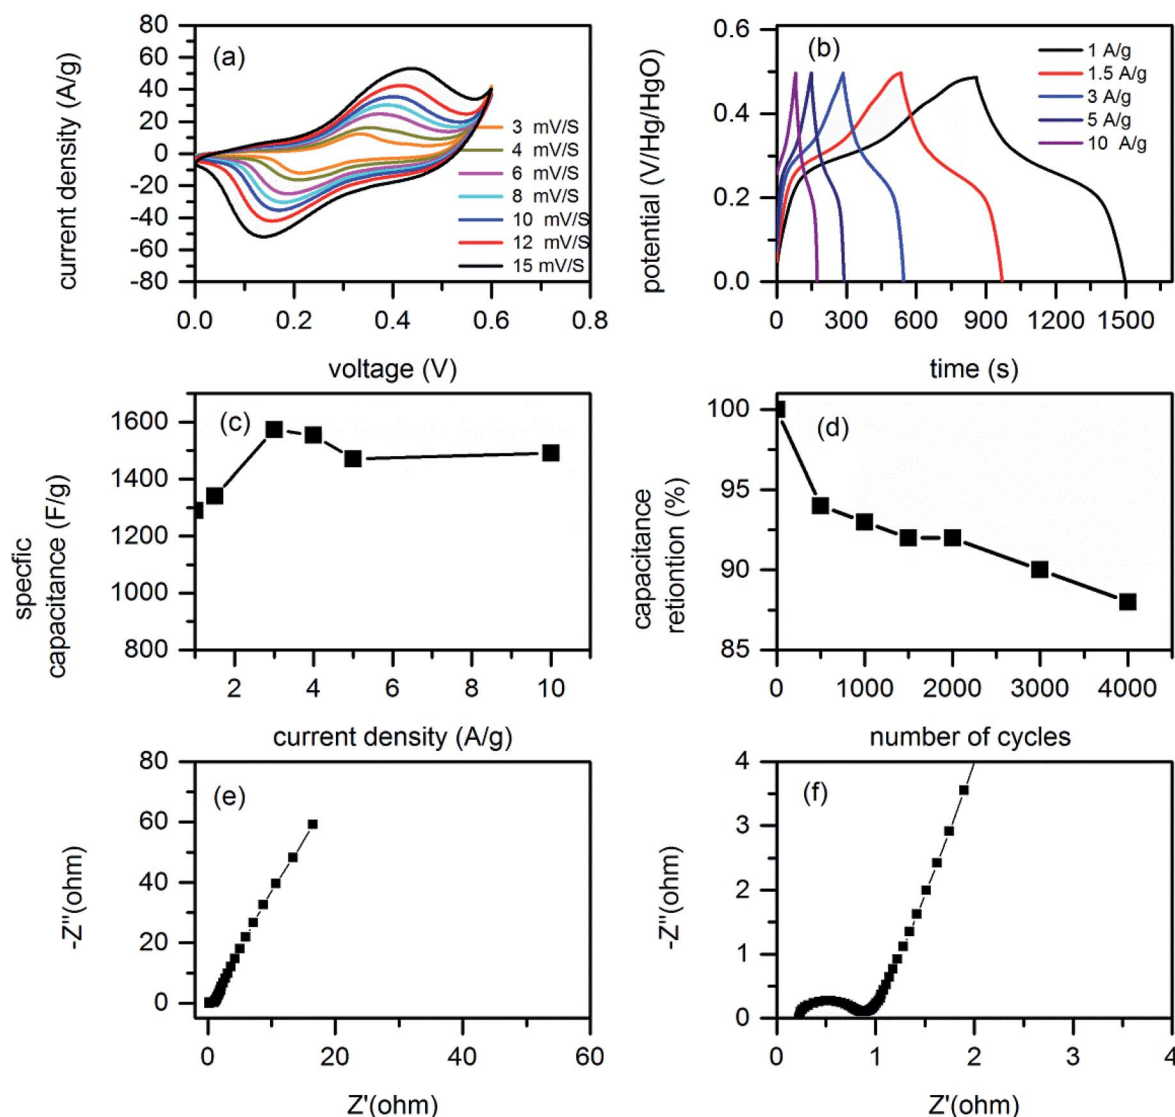 (a)
current density (A/g)
80
60
40
20
0
-20
-40
-60
-80
0.0 0.2 0.4 0.6 0.8
voltage (V)
3 mV/S
4 mV/S
6 mV/S
8 mV/S
10 mV/S
12 mV/S
15 mV/S
(b)
potential (V/Hg/HgO)
0.6
0.4
0.2
0.0
0 300 600 900 1200 1500
time (s)
1 A/g
1.5 A/g
3 A/g
5 A/g
10 A/g
(c)
specfic
capacitance (F/g)
1600
1400
1200
1000
800
2 4 6 8 10
current density (A/g)
(d)
capacitance
retiontion (%)
100
95
90
85
0 1000 2000 3000 4000
number of cycles
(e)
-Z"(ohm)
80
60
40
20
0
0 20 40 60
Z'(ohm)
(f)
-Z"(ohm)
4
3
2
1
0
0 1 2 3 4
Z'(ohm)